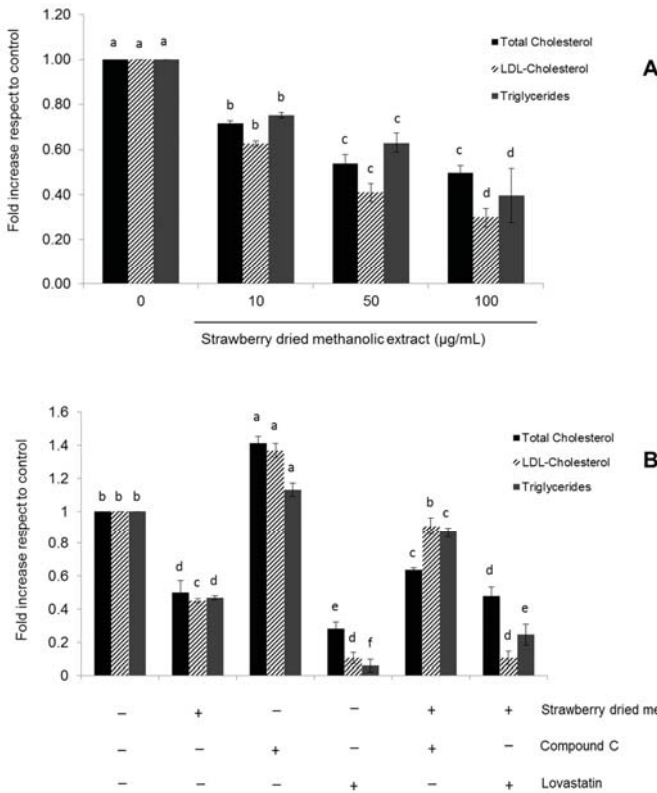 1.20
1.00
0.80
0.60
0.40
0.20
0.00
Fold increase respect to control
a a a
b b b
c c c
c d d
Total Cholesterol
LDL-Cholesterol
Triglycerides
A
0 10 50 100
Strawberry dried methanolic extract (µg/mL)
1.6
1.4
1.2
1
0.8
0.6
0.4
0.2
0
Fold increase respect to control
b b b
d c d
a a a
e d f
c b c
d d e
Total Cholesterol
LDL-Cholesterol
Triglycerides
B
– + – – + + Strawberry dried me
– – + – + – Compound C
– – – + – + Lovastatin